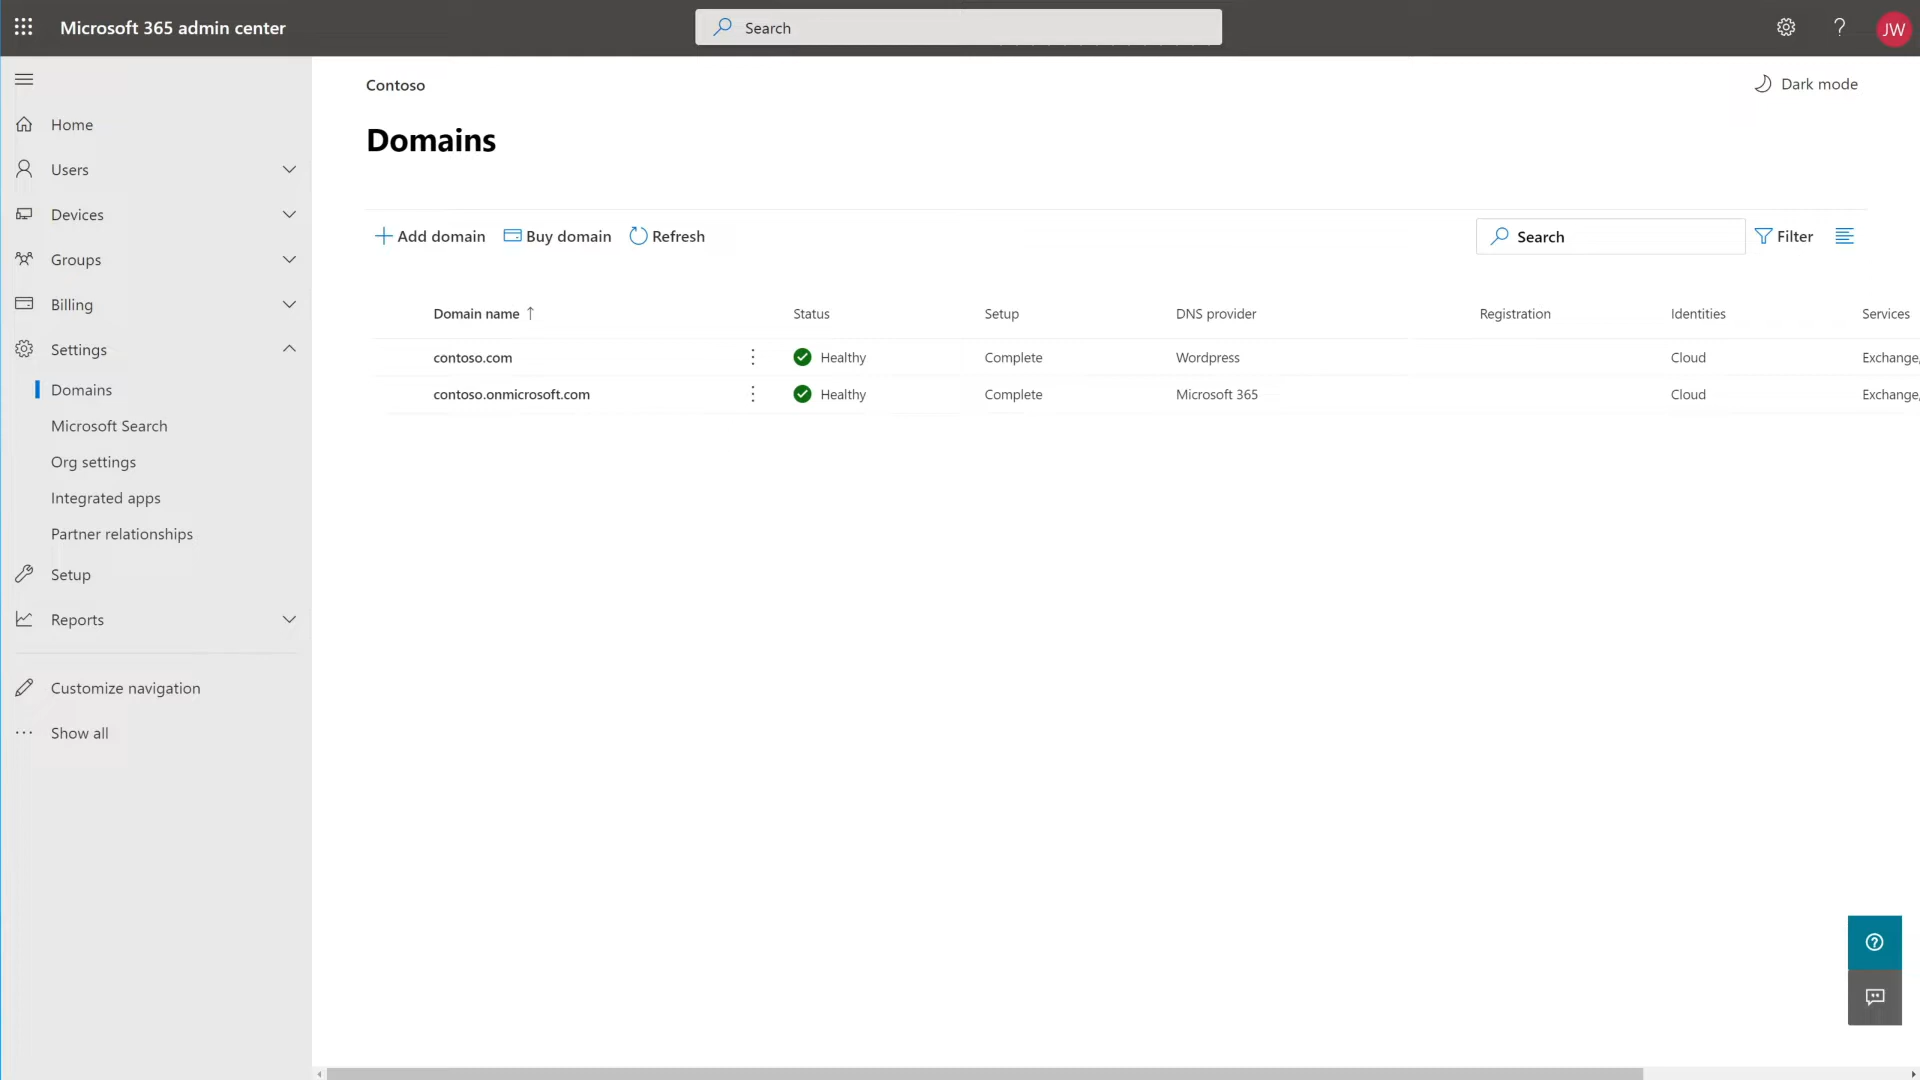 Microsoft 365 admin center
Search
JW
Contoso
Dark mode
Domains
Home
Users
Devices
Groups
Billing
Settings
Domains
Microsoft Search
Org settings
Integrated apps
Partner relationships
Setup
Reports
Customize navigation
Show all
Add domain Buy domain Refresh
Search Filter
Domain name ↑ Status Setup DNS provider Registration Identities Services
contoso.com Healthy Complete Wordpress Cloud Exchange,
contoso.onmicrosoft.com Healthy Complete Microsoft 365 Cloud Exchange,